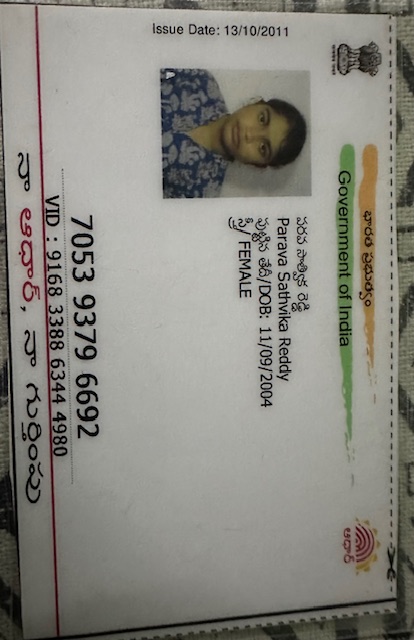 భారత ప్రభుత్వం
Government of India
Issue Date: 13/10/2011
పరవ సాత్విక రెడ్డి
Parava Sathvika Reddy
పుట్టిన తేదీ/DOB: 11/09/2004
స్త్రీ/ FEMALE
ఆధార్
7053 9379 6692
VID : 9168 3388 6344 4980
నా ఆధార్, నా గుర్తింపు